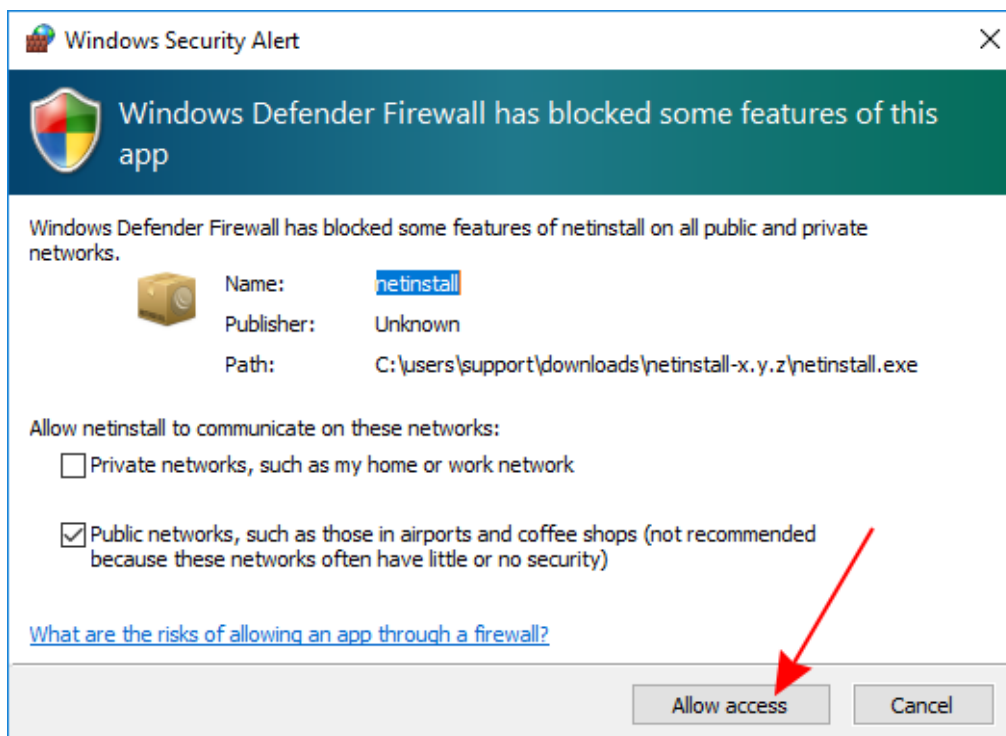 Windows Security Alert
Windows Defender Firewall has blocked some features of this
app
Windows Defender Firewall has blocked some features of netinstall on all public and private
networks.
Name: netinstall
Publisher: Unknown
Path: C:\users\support\downloads\netinstall-x.y.z\netinstall.exe
Allow netinstall to communicate on these networks:
Private networks, such as my home or work network
Public networks, such as those in airports and coffee shops (not recommended
because these networks often have little or no security)
What are the risks of allowing an app through a firewall?
Allow access Cancel